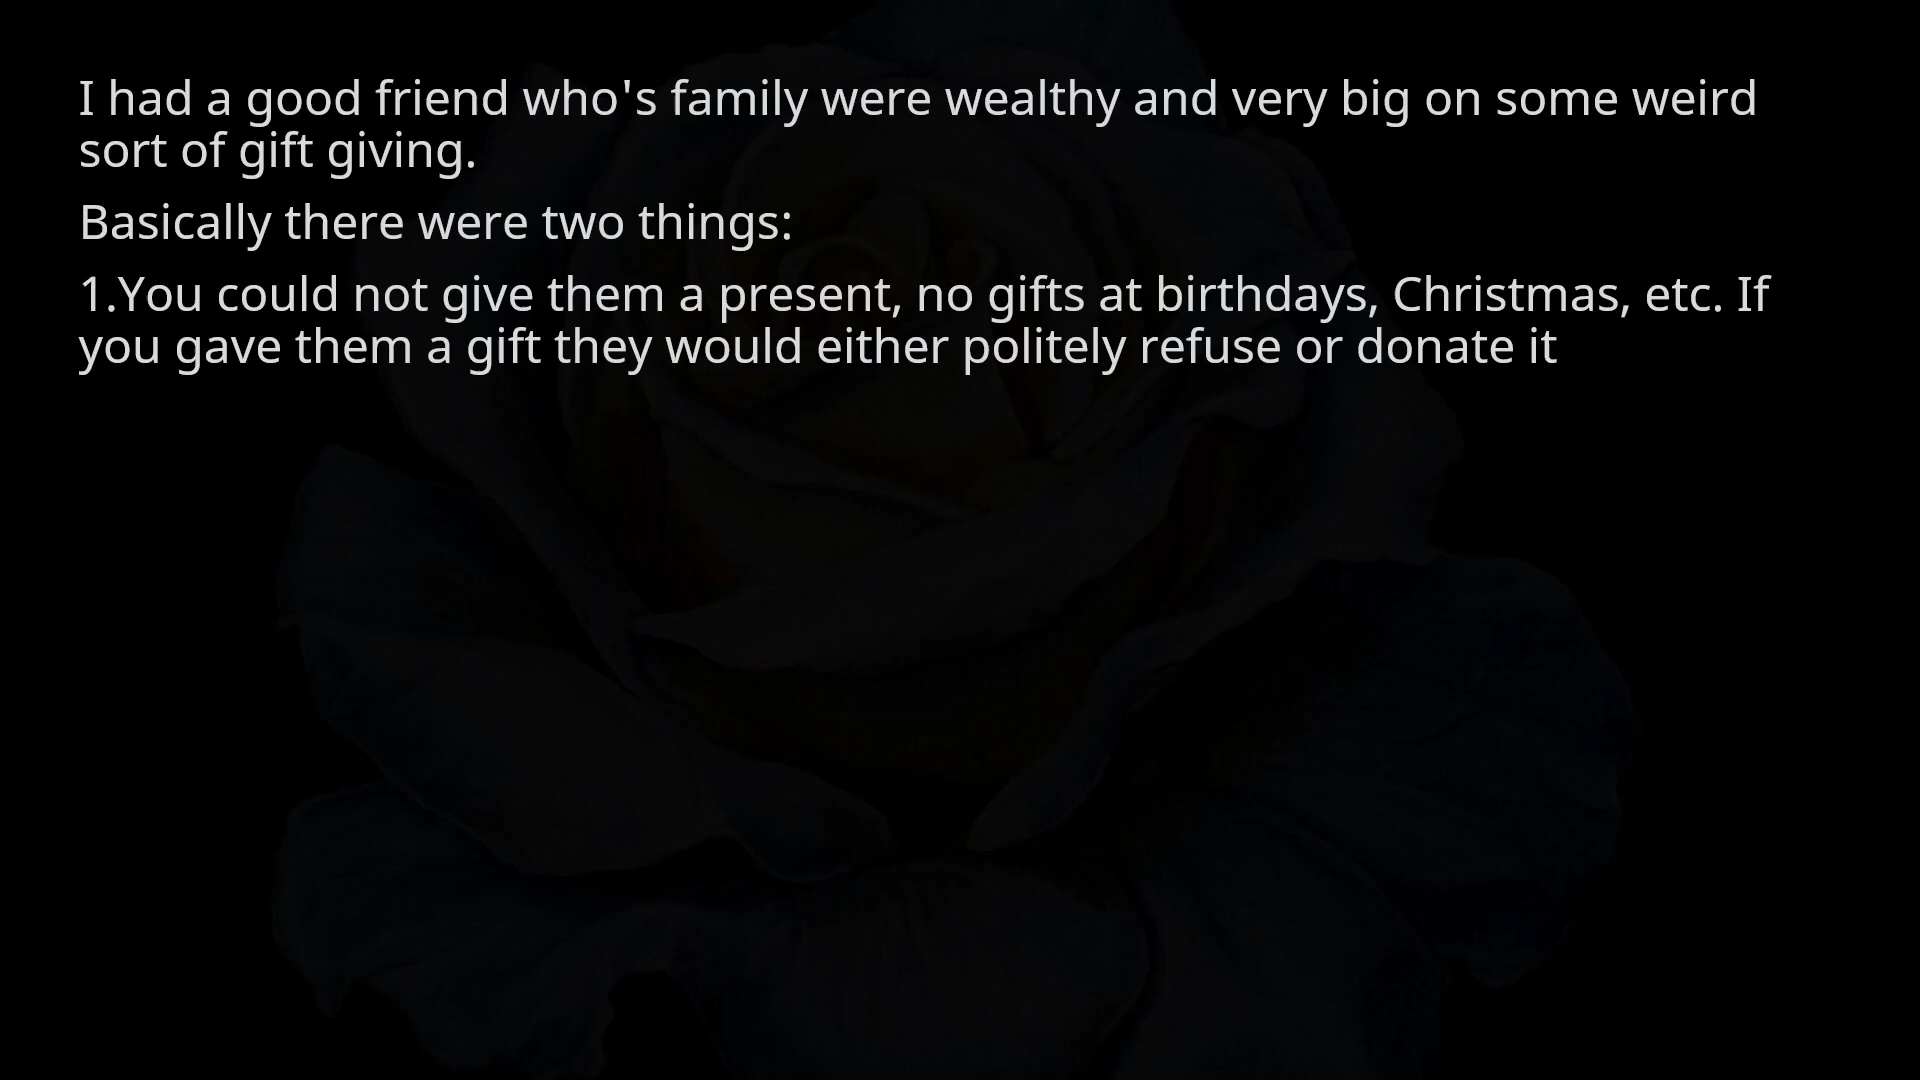 I had a good friend who's family were wealthy and very big on some weird
sort of gift giving.
Basically there were two things:
1.You could not give them a present, no gifts at birthdays, Christmas, etc. If
you gave them a gift they would either politely refuse or donate it